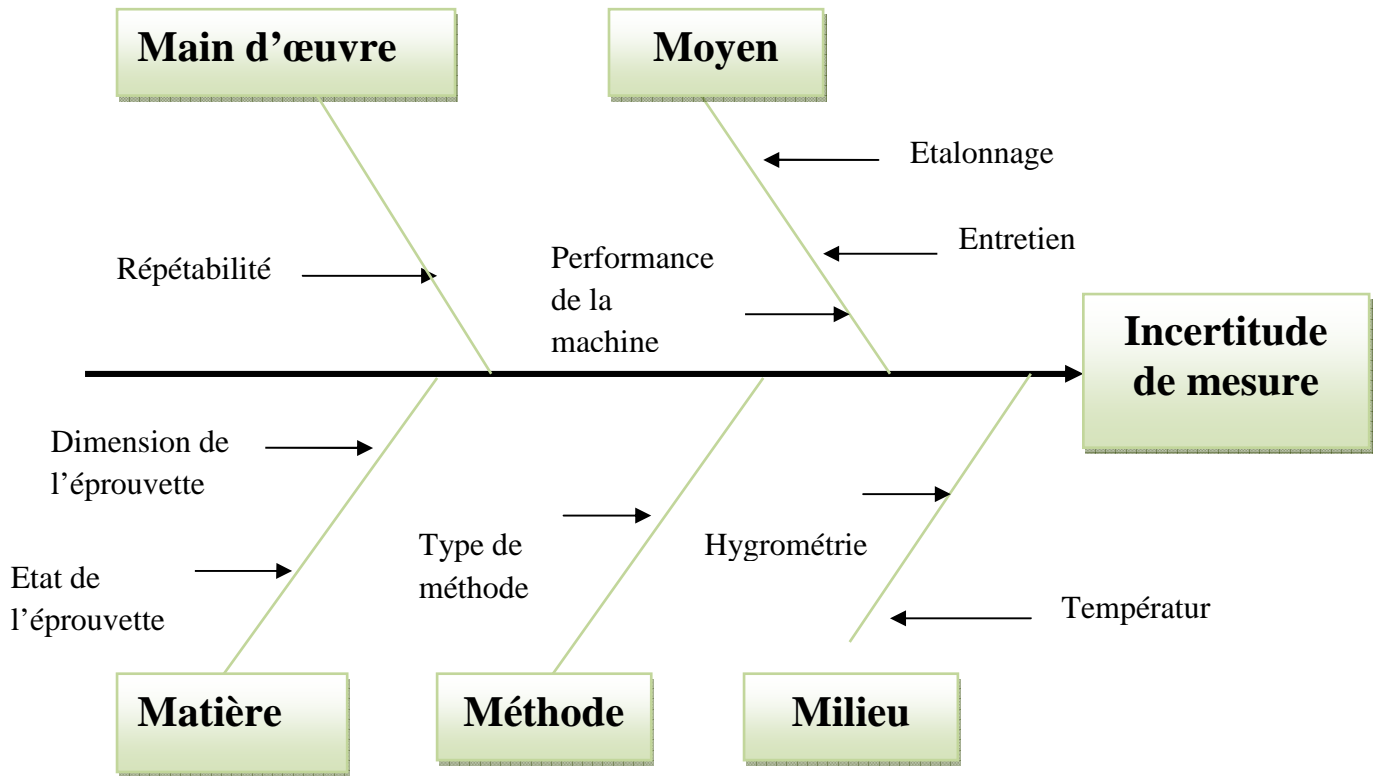 Main d’œuvre
Moyen
Etalonnage
Entretien
Répétabilité
Performance
de la
machine
Incertitude
de mesure
Dimension de
l’éprouvette
Etat de
l’éprouvette
Type de
méthode
Hygrométrie
Températur
Matière
Méthode
Milieu